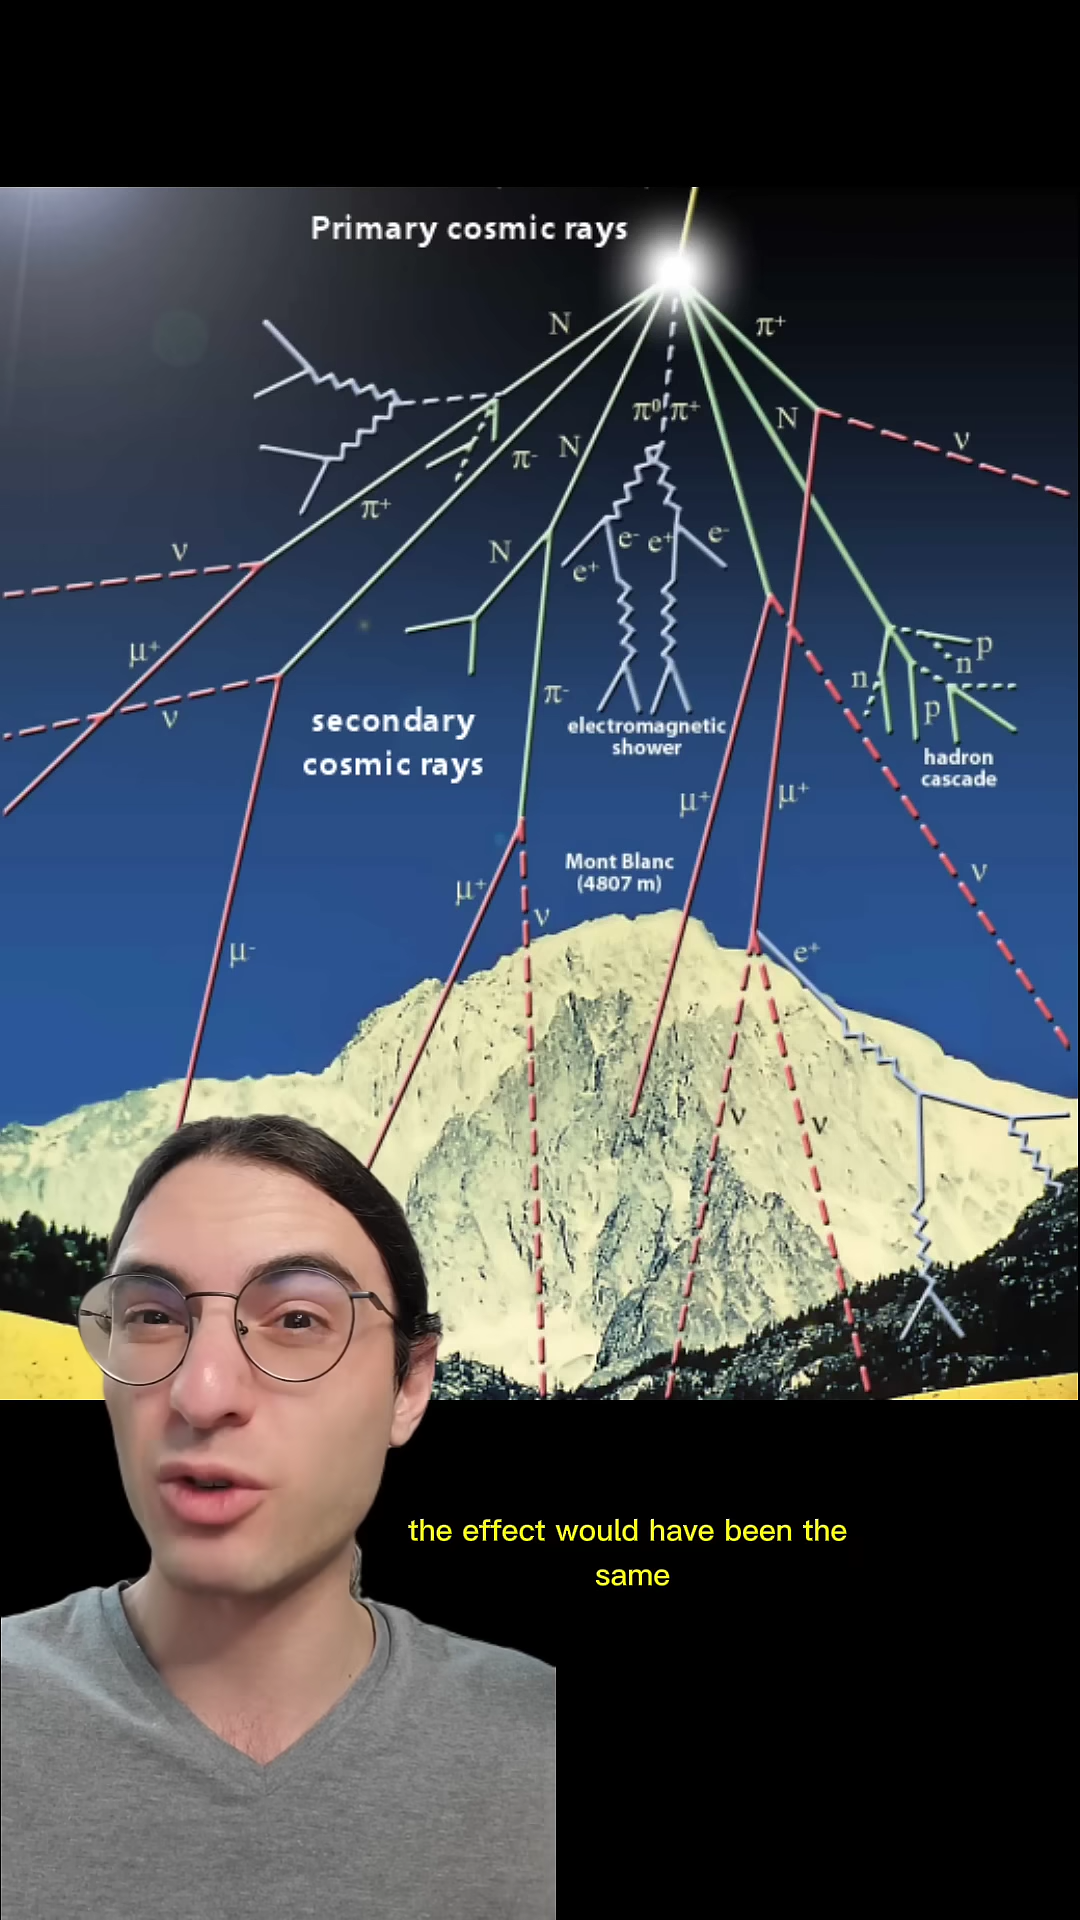 Primary cosmic rays
N
π+
π0
π+
N
ν
π-
N
π+
ν
N
e-
e+
e-
e+
μ+
p
n
n
π-
p
ν
secondary
cosmic rays
electromagnetic
shower
hadron
cascade
μ+
μ+
Mont Blanc
(4807 m)
μ+
ν
ν
μ-
e+
ν
ν
the effect would have been the
same